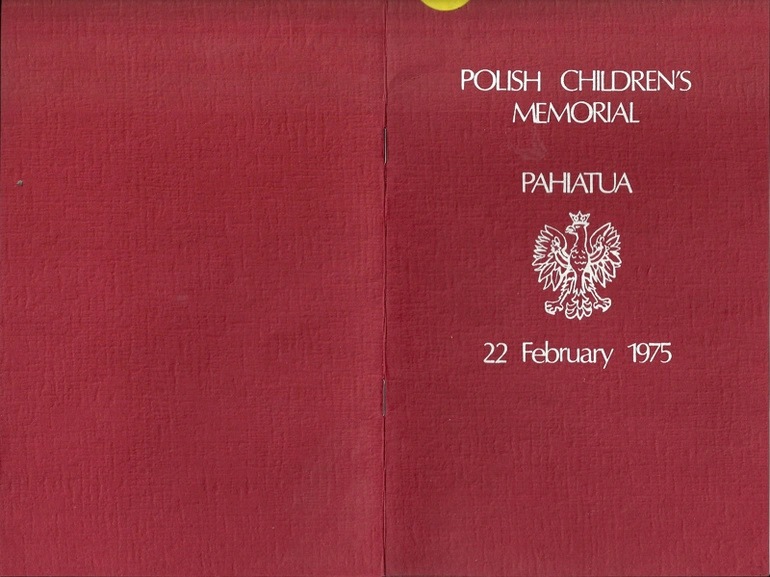 POLISH CHILDREN'S
MEMORIAL
PAHIATUA
22 February 1975